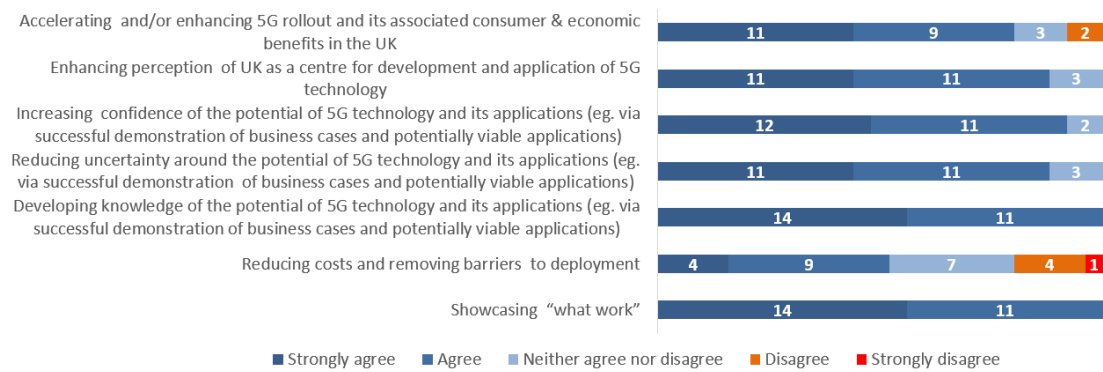 Accelerating and/or enhancing 5G rollout and its associated consumer & economic
benefits in the UK
11 9 3 2
Enhancing perception of UK as a centre for development and application of 5G
technology
11 11 3
Increasing confidence of the potential of 5G technology and its applications (eg. via
successful demonstration of business cases and potentially viable applications)
12 11 2
Reducing uncertainty around the potential of 5G technology and its applications (eg.
via successful demonstration of business cases and potentially viable applications)
11 11 3
Developing knowledge of the potential of 5G technology and its applications (eg. via
successful demonstration of business cases and potentially viable applications)
14 11
Reducing costs and removing barriers to deployment
4 9 7 4 1
Showcasing “what work”
14 11
Strongly agree Agree Neither agree nor disagree Disagree Strongly disagree